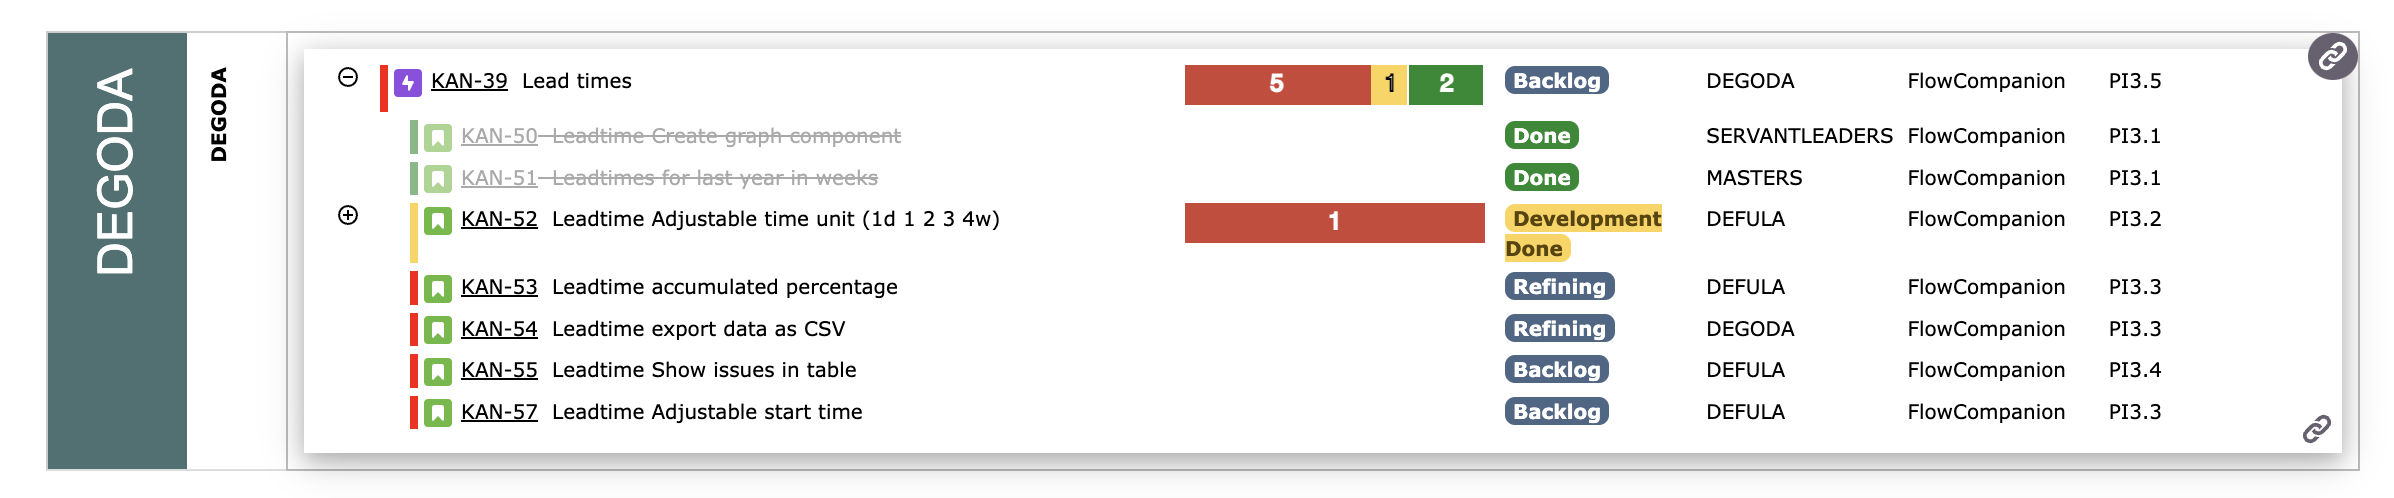 DEGODA
DEGODA
KAN-39 Lead times 5 1 2 Backlog DEGODA FlowCompanion PI3.5
KAN-50 Leadtime Create graph component Done SERVANTLEADERS FlowCompanion PI3.1
KAN-51 Leadtimes for last year in weeks Done MASTERS FlowCompanion PI3.1
KAN-52 Leadtime Adjustable time unit (1d 1 2 3 4w) 1 Development DEFULA FlowCompanion PI3.2
Done
KAN-53 Leadtime accumulated percentage Refining DEFULA FlowCompanion PI3.3
KAN-54 Leadtime export data as CSV Refining DEGODA FlowCompanion PI3.3
KAN-55 Leadtime Show issues in table Backlog DEFULA FlowCompanion PI3.4
KAN-57 Leadtime Adjustable start time Backlog DEFULA FlowCompanion PI3.3